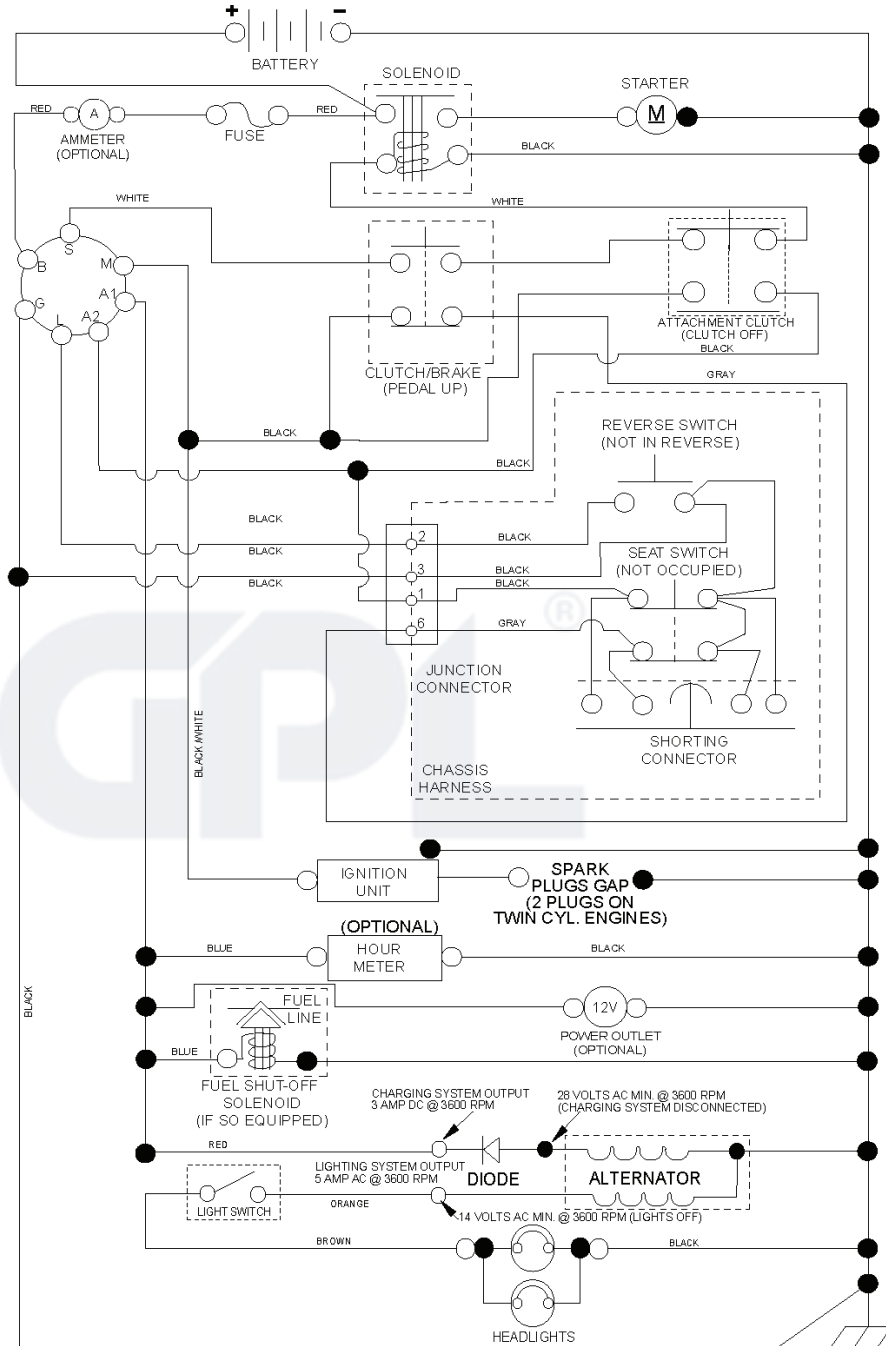 + −
BATTERY
SOLENOID
STARTER
RED
A
RED
M
AMMETER
(OPTIONAL)
FUSE
BLACK
WHITE
WHITE
S
B
M
G
A1
L
A2
ATTACHMENT CLUTCH
(CLUTCH OFF)
BLACK
CLUTCH/BRAKE
(PEDAL UP)
GRAY
BLACK
REVERSE SWITCH
(NOT IN REVERSE)
BLACK
BLACK
2
BLACK
BLACK
SEAT SWITCH
(NOT OCCUPIED)
3
BLACK
BLACK
BLACK
1
6
GRAY
GPL®
JUNCTION
CONNECTOR
BLACK/WHITE
SHORTING
CONNECTOR
CHASSIS
HARNESS
IGNITION
UNIT
SPARK
PLUGS GAP
(2 PLUGS ON
TWIN CYL. ENGINES)
(OPTIONAL)
BLUE
HOUR
METER
BLACK
BLACK
FUEL
LINE
12V
POWER OUTLET
(OPTIONAL)
BLUE
FUEL SHUT-OFF
SOLENOID
(IF SO EQUIPPED)
CHARGING SYSTEM OUTPUT
3 AMP DC @ 3600 RPM
28 VOLTS AC MIN. @ 3600 RPM
(CHARGING SYSTEM DISCONNECTED)
RED
LIGHTING SYSTEM OUTPUT
5 AMP AC @ 3600 RPM
DIODE
ALTERNATOR
LIGHT SWITCH
ORANGE
14 VOLTS AC MIN. @ 3600 RPM (LIGHTS OFF)
BROWN
BLACK
HEADLIGHTS